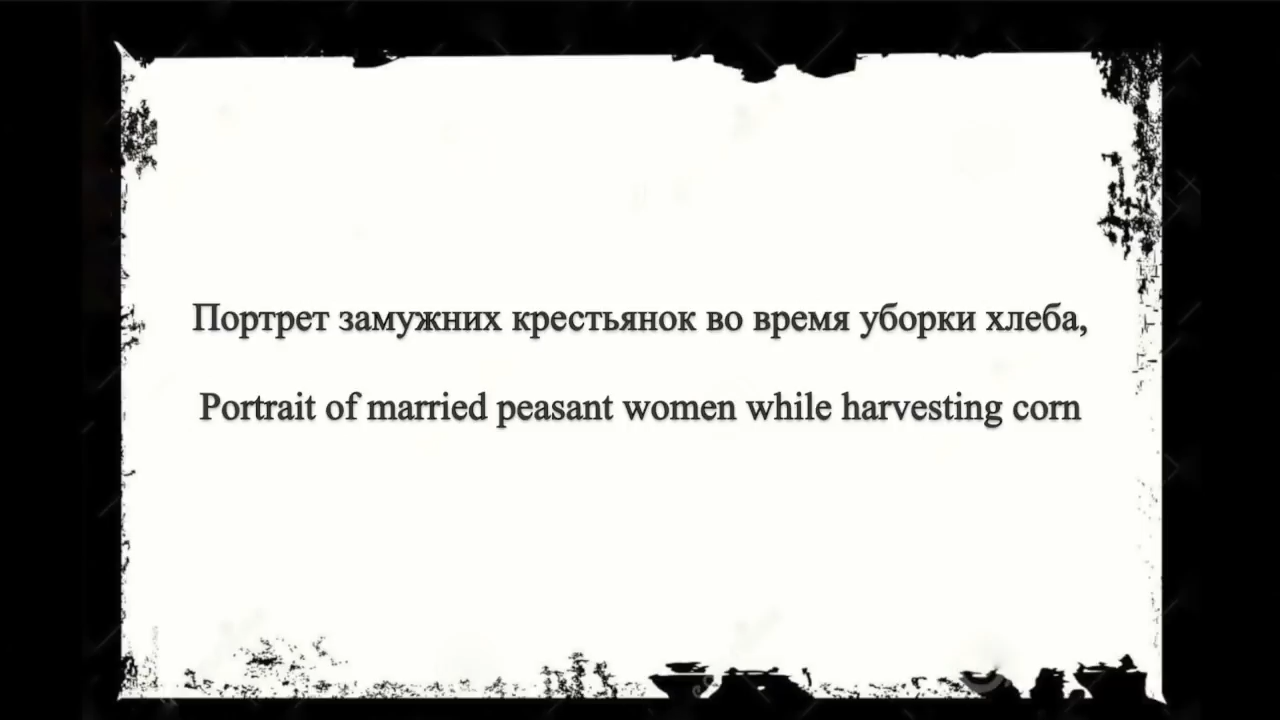 Портрет замужних крестьянок во время уборки хлеба,
Portrait of married peasant women while harvesting corn